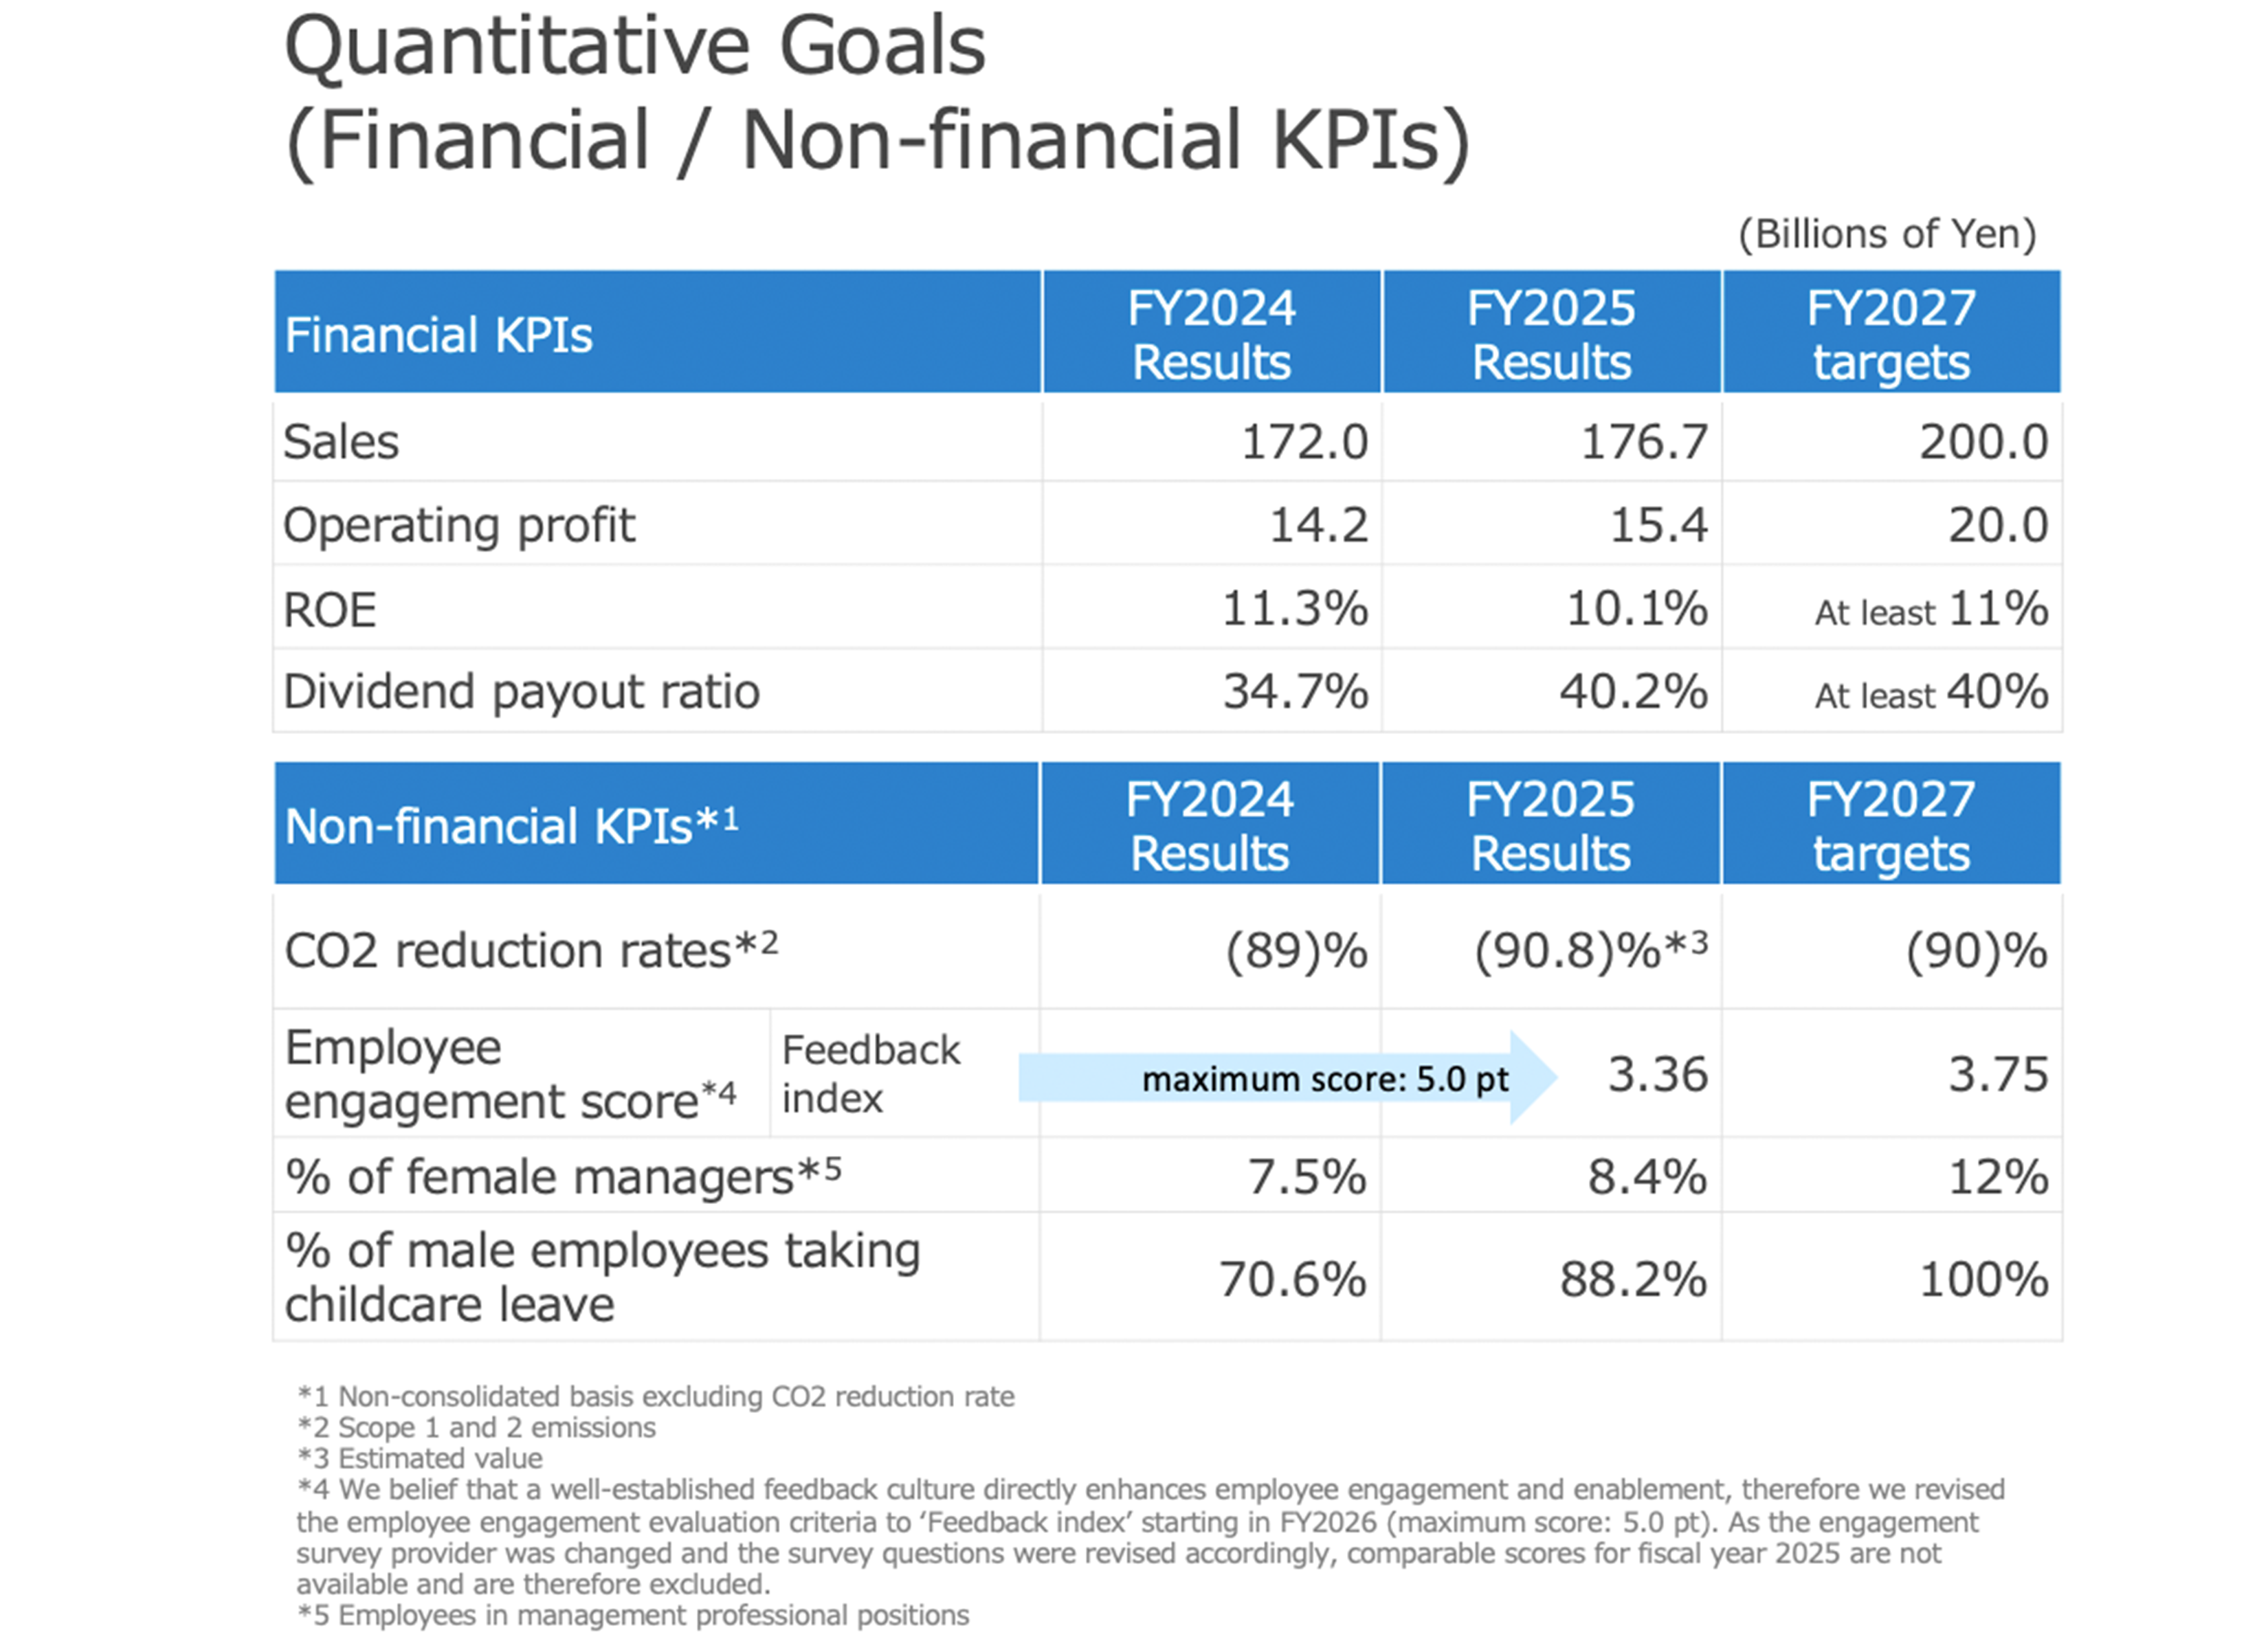 Quantitative Goals
(Financial / Non-financial KPIs)
(Billions of Yen)
Financial KPIs FY2024 Results FY2025 Results FY2027 targets
Sales 172.0 176.7 200.0
Operating profit 14.2 15.4 20.0
ROE 11.3% 10.1% At least 11%
Dividend payout ratio 34.7% 40.2% At least 40%
Non-financial KPIs*1 FY2024 Results FY2025 Results FY2027 targets
CO2 reduction rates*2 (89)% (90.8)%*3 (90)%
Employee engagement score*4 Feedback index maximum score: 5.0 pt 3.36 3.75
% of female managers*5 7.5% 8.4% 12%
% of male employees taking childcare leave 70.6% 88.2% 100%
*1 Non-consolidated basis excluding CO2 reduction rate
*2 Scope 1 and 2 emissions
*3 Estimated value
*4 We belief that a well-established feedback culture directly enhances employee engagement and enablement, therefore we revised
the employee engagement evaluation criteria to ‘Feedback index’ starting in FY2026 (maximum score: 5.0 pt). As the engagement
survey provider was changed and the survey questions were revised accordingly, comparable scores for fiscal year 2025 are not
available and are therefore excluded.
*5 Employees in management professional positions